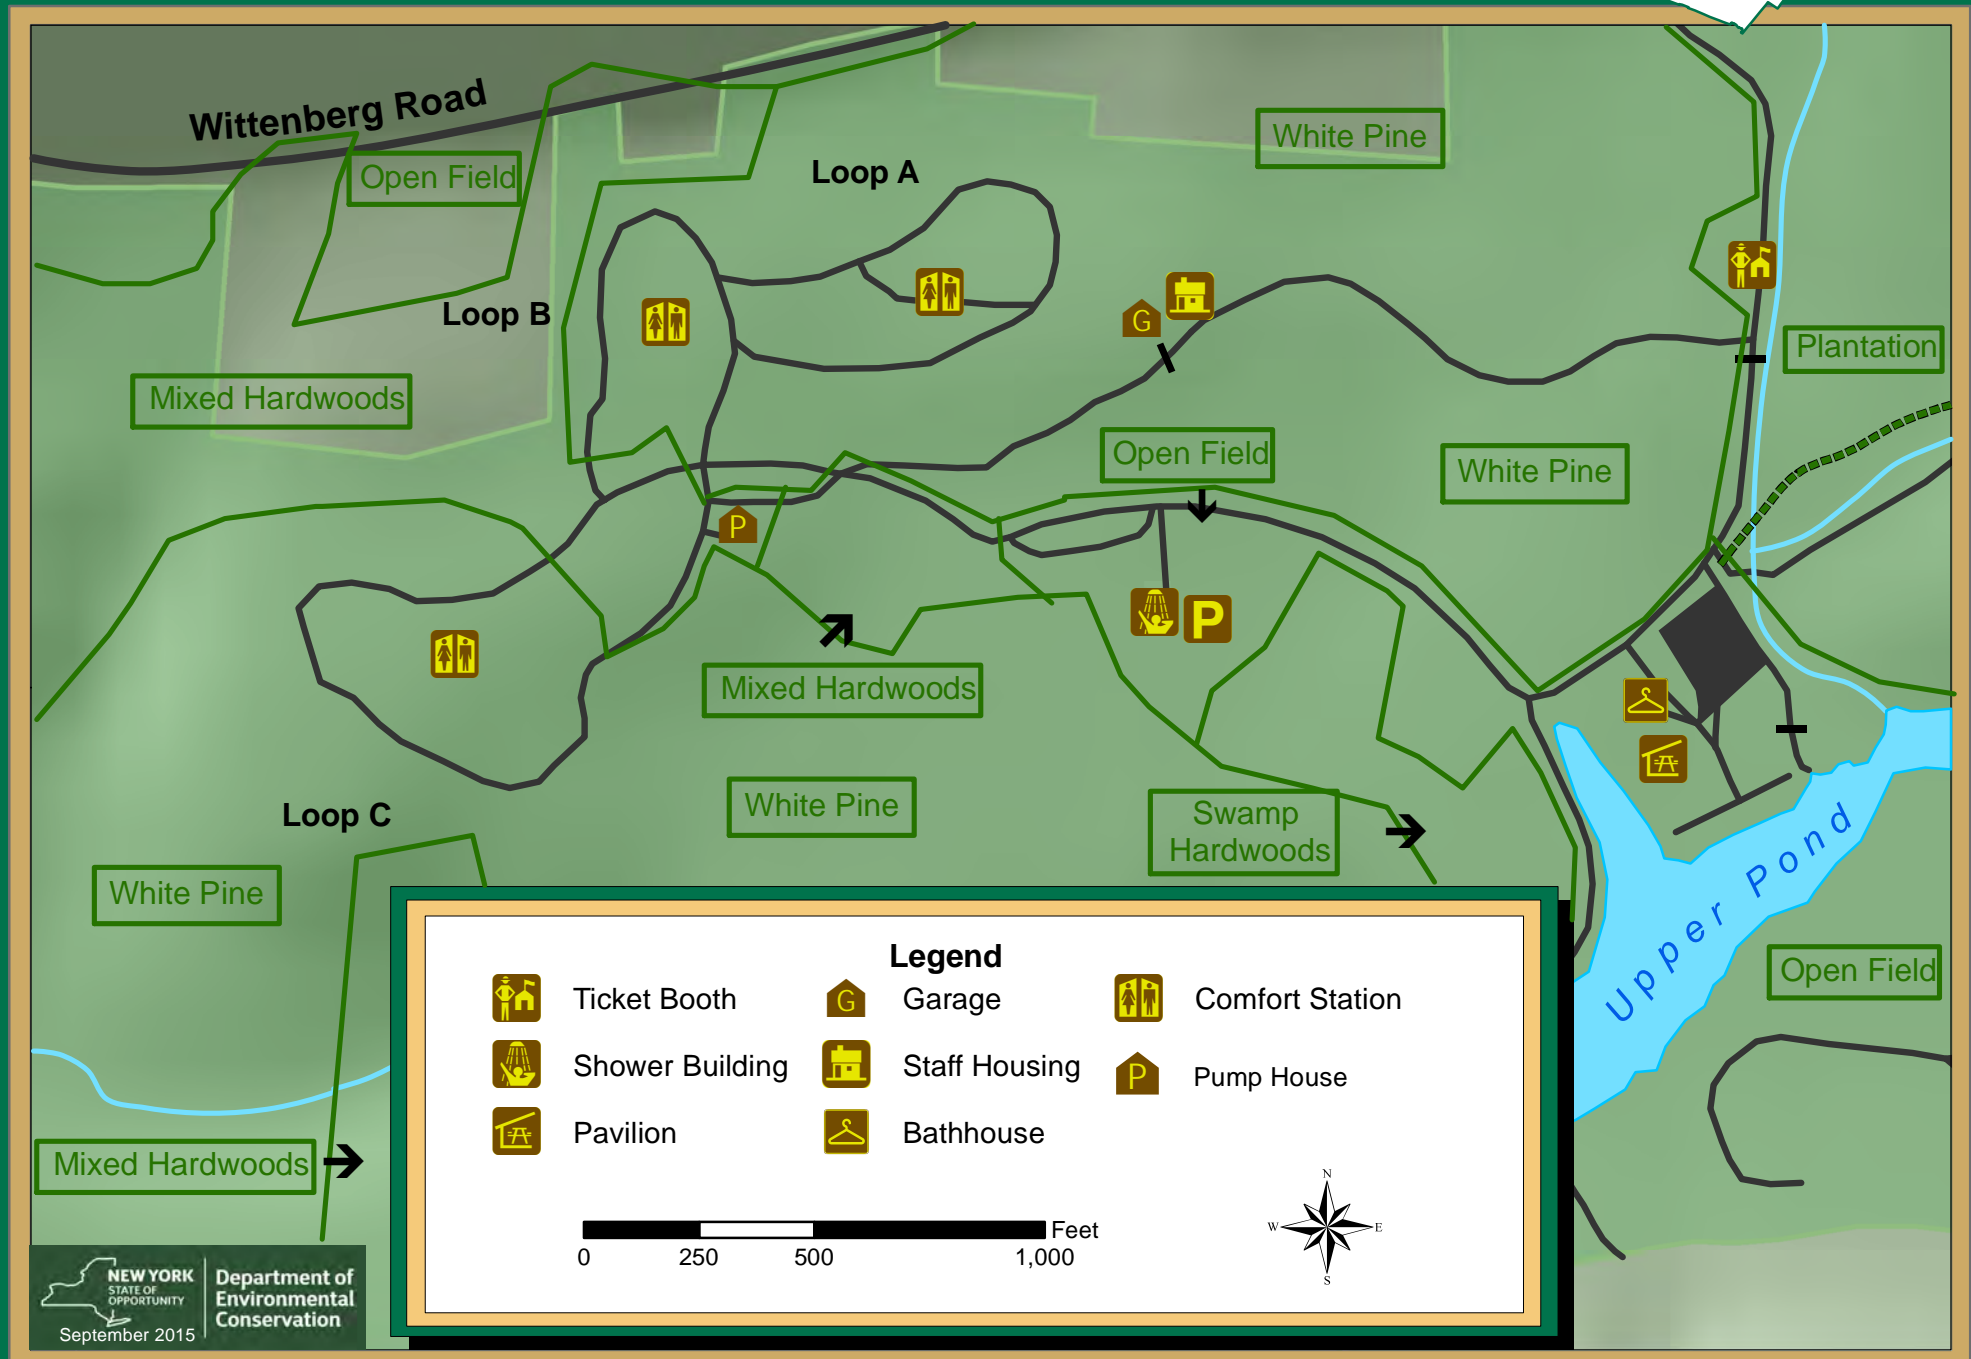 Wittenberg Road
White Pine
Open Field
Loop A
Loop B
G
Plantation
Mixed Hardwoods
Open Field
White Pine
P
P
Mixed Hardwoods
White Pine
Swamp
Hardwoods
Loop C
White Pine
Upper Pond
Open Field
Mixed Hardwoods
Legend
Ticket Booth
G
Garage
Comfort Station
Shower Building
Staff Housing
P
Pump House
Pavilion
Bathhouse
Feet
0 250 500 1,000
N
W E
S
NEW YORK
STATE OF
OPPORTUNITY
Department of
Environmental
Conservation
September 2015